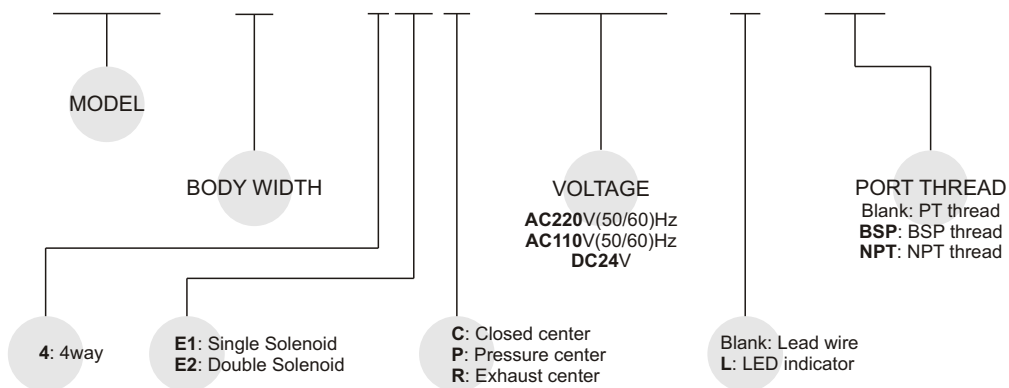 MODEL
BODY WIDTH
VOLTAGE
AC220V(50/60)Hz
AC110V(50/60)Hz
DC24V
PORT THREAD
Blank: PT thread
BSP: BSP thread
NPT: NPT thread
4: 4way
E1: Single Solenoid
E2: Double Solenoid
C: Closed center
P: Pressure center
R: Exhaust center
Blank: Lead wire
L: LED indicator